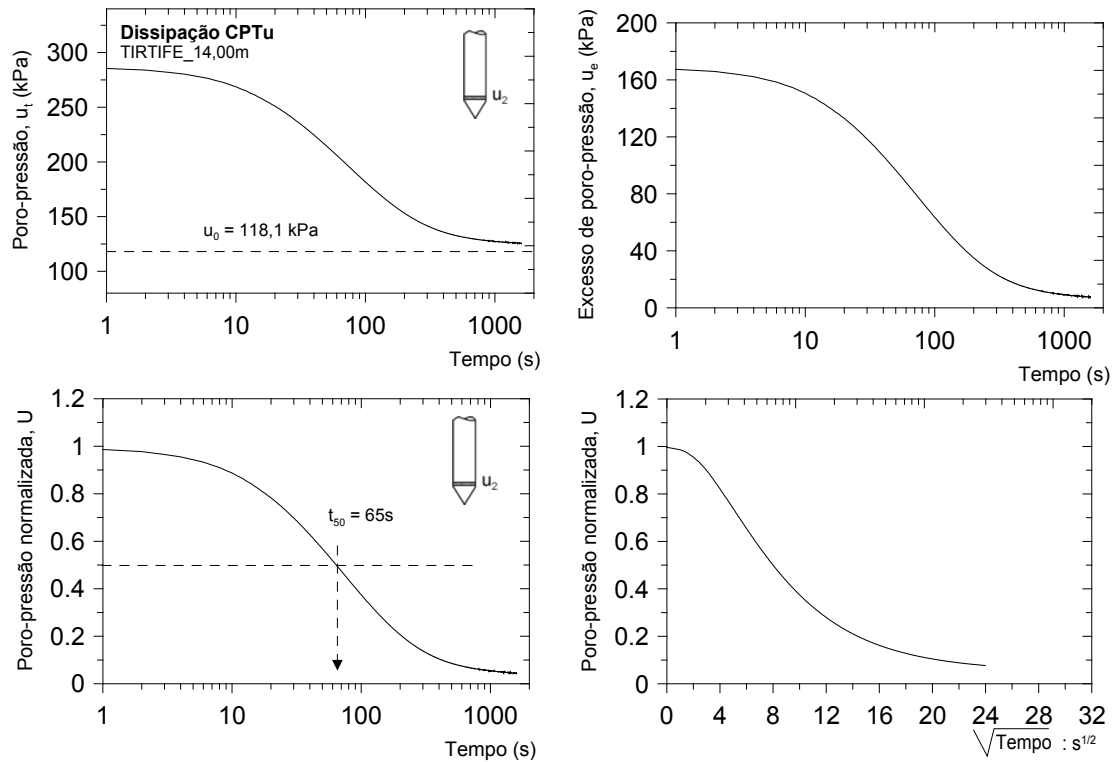 Dissipação CPTu
TIRTIFE_14,00m
Poro-pressão, u_t (kPa)
350
300
250
200
150
100
u_2
u_0 = 118,1 kPa
1 10 100 1000
Tempo (s)
Excesso de poro-pressão, u_e (kPa)
200
160
120
80
40
0
1 10 100 1000
Tempo (s)
Poro-pressão normalizada, U
1.2
1
0.8
0.6
0.4
0.2
0
u_2
t_50 = 65s
1 10 100 1000
Tempo (s)
Poro-pressão normalizada, U
1.2
1
0.8
0.6
0.4
0.2
0
0 4 8 12 16 20 24 28 32
√Tempo : s^1/2